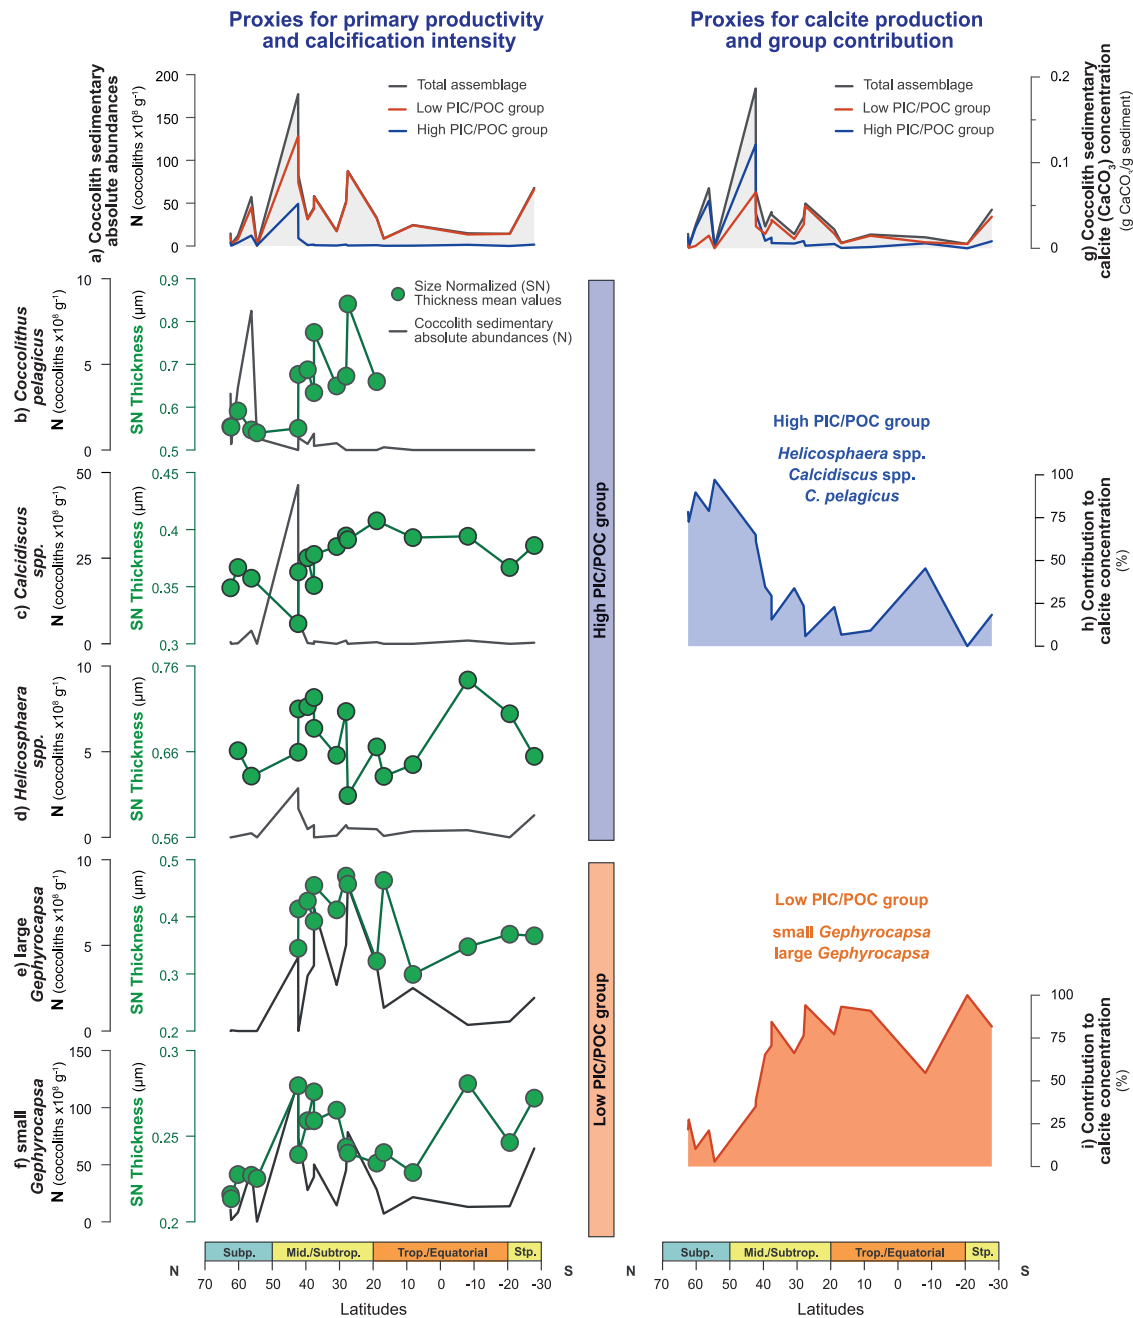 Proxies for primary productivity
and calcification intensity
a) Coccolith sedimentary
absolute abundances
N (coccoliths x10⁸ g⁻¹)
200
150
100
50
0
Total assemblage
Low PIC/POC group
High PIC/POC group
b) Coccolithus
pelagicus
N (coccoliths x10⁸ g⁻¹)
10
5
0
SN Thickness (µm)
0.9
0.8
0.7
0.6
0.5
Size Normalized (SN)
Thickness mean values
Coccolith sedimentary
absolute abundances (N)
c) Calcidiscus
spp.
N (coccoliths x10⁸ g⁻¹)
50
25
0
SN Thickness (µm)
0.45
0.4
0.35
0.3
d) Helicosphaera
spp.
N (coccoliths x10⁸ g⁻¹)
10
5
0
SN Thickness (µm)
0.76
0.66
0.56
High PIC/POC group
e) large
Gephyrocapsa
N (coccoliths x10⁸ g⁻¹)
10
5
0
SN Thickness (µm)
0.5
0.4
0.3
0.2
f) small
Gephyrocapsa
N (coccoliths x10⁸ g⁻¹)
150
100
50
0
SN Thickness (µm)
0.3
0.25
0.2
Low PIC/POC group
Subp. Mid./Subtrop. Trop./Equatorial Stp.
N S
70 60 50 40 30 20 10 0 -10 -20 -30
Latitudes
Proxies for calcite production
and group contribution
Total assemblage
Low PIC/POC group
High PIC/POC group
0.2
0.1
0
g) Coccolith sedimentary
calcite (CaCO₃) concentration
(g CaCO₃/g sediment)
High PIC/POC group
Helicosphaera spp.
Calcidiscus spp.
C. pelagicus
100
75
50
25
0
h) Contribution to
calcite concentration
(%)
Low PIC/POC group
small Gephyrocapsa
large Gephyrocapsa
100
75
50
25
0
i) Contribution to
calcite concentration
(%)
Subp. Mid./Subtrop. Trop./Equatorial Stp.
N S
70 60 50 40 30 20 10 0 -10 -20 -30
Latitudes